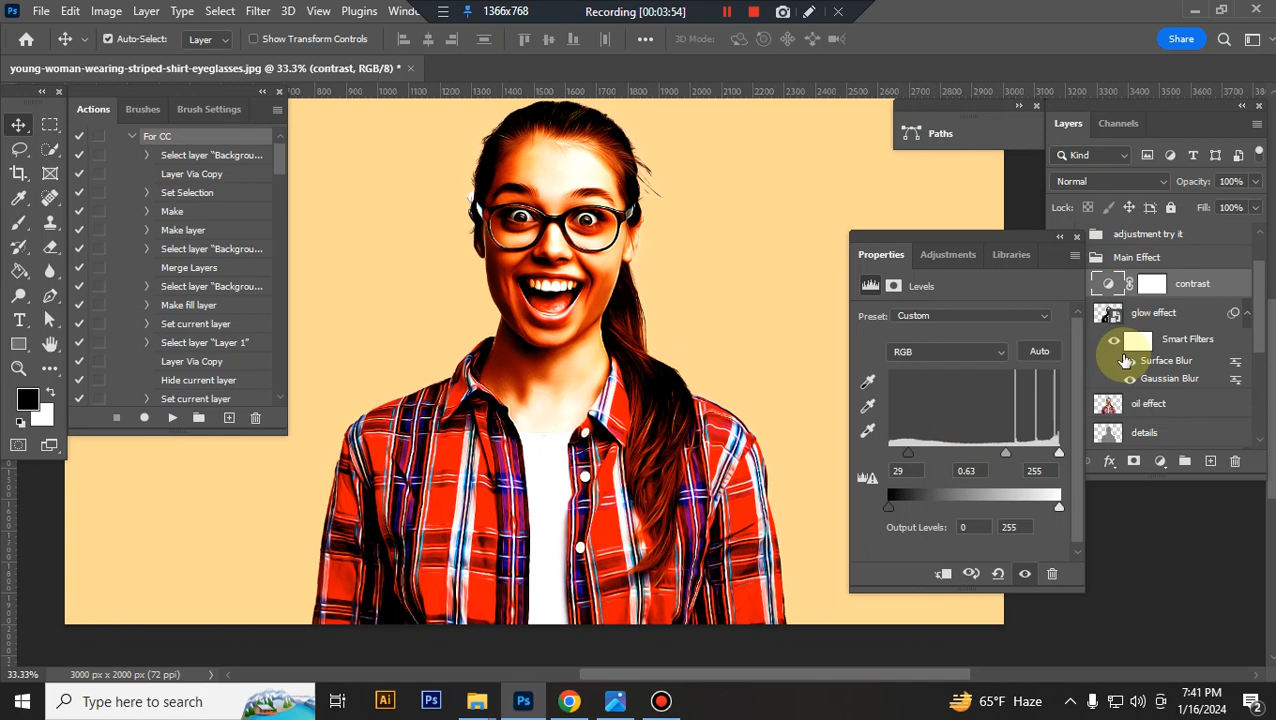 1366x768
Recording [00:03:54]
Ps
File
Edit
Image
Layer
Type
Select
Filter
3D
View
Plugins
Auto-Select:
Layer
Show Transform Controls
3D Mode:
Share
young-woman-wearing-striped-shirt-eyeglasses.jpg @ 33.3% (contrast, RGB/8) *
Actions
Brushes
Brush Settings
For CC
Select layer “Backgrou...
Layer Via Copy
Set Selection
Make
Make layer
Select layer “Backgrou...
Merge Layers
Select layer “Backgrou...
Make fill layer
Set current layer
Select layer “Layer 1”
Layer Via Copy
Hide current layer
Set current layer
Paths
Layers
Channels
Kind
Normal
Opacity:
100%
Lock:
Fill:
100%
adjustment try it
Main Effect
contrast
glow effect
Smart Filters
Surface Blur
Gaussian Blur
oil effect
details
fx
Properties
Adjustments
Libraries
Levels
Preset:
Custom
RGB
Auto
29
0.63
255
Output Levels:
0
255
33.33%
3000 px x 2000 px (72 ppi)
Type here to search
Ai
Ps
Ps
65°F Haze
7:41 PM
1/16/2024
2